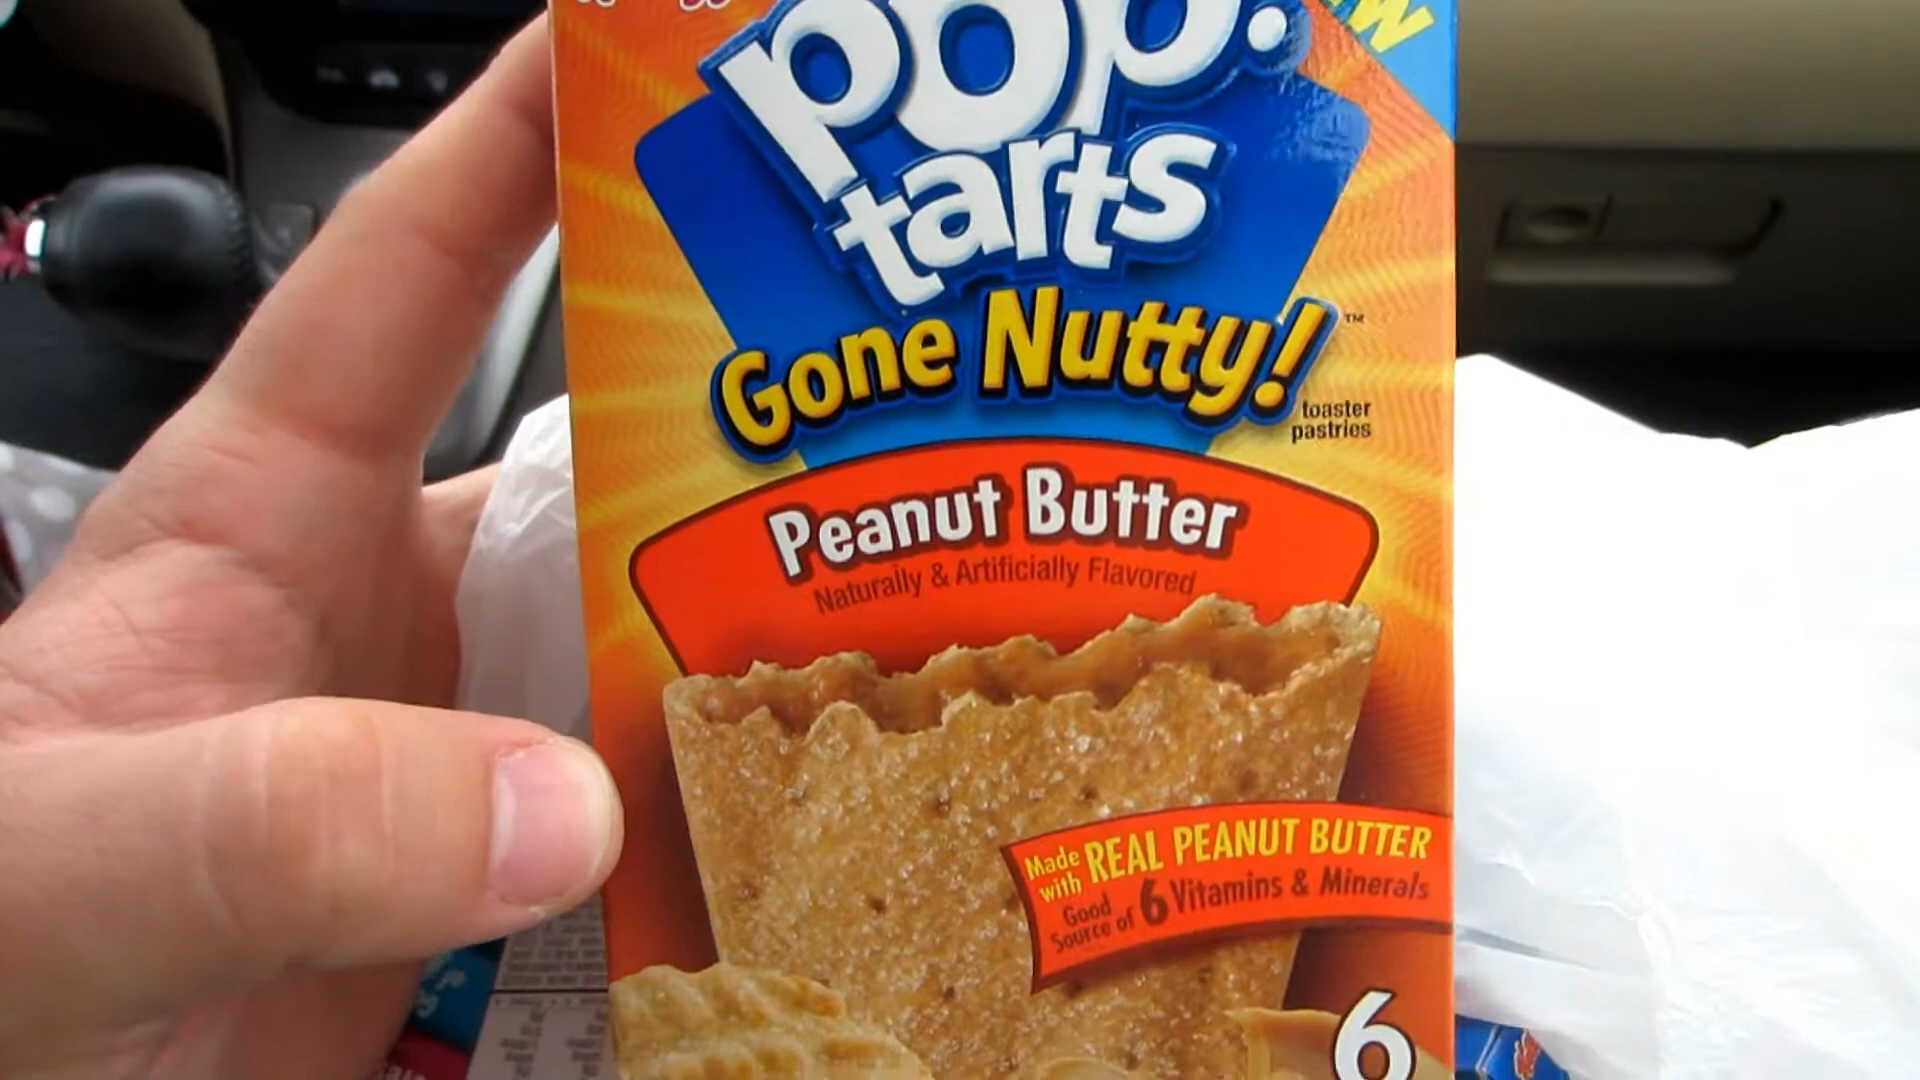 pop.
tarts
Gone Nutty!™
toaster
pastries
Peanut Butter
Naturally & Artificially Flavored
Made with REAL PEANUT BUTTER
Good Source of 6 Vitamins & Minerals
6